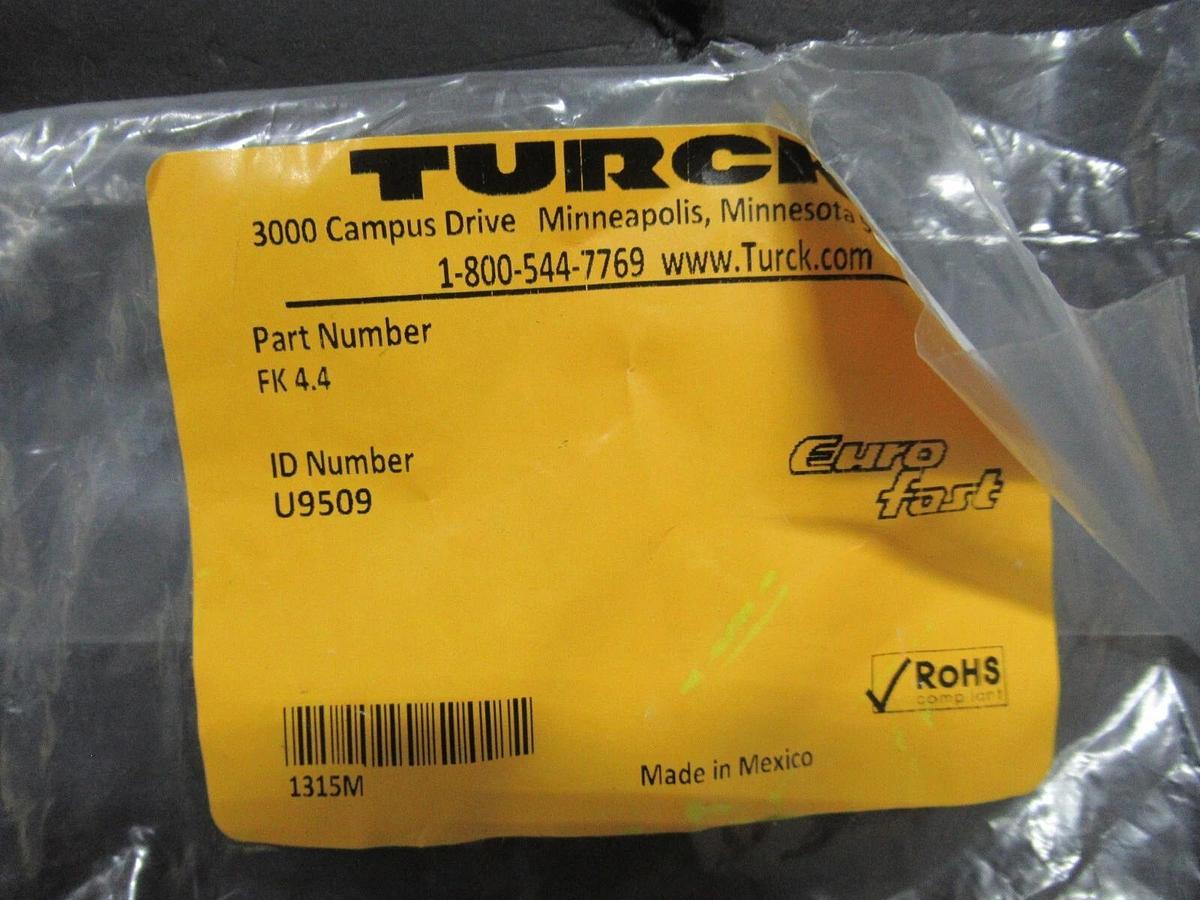 TURCK
3000 Campus Drive Minneapolis, Minnesota
1-800-544-7769 www.Turck.com
Part Number
FK 4.4
ID Number
U9509
Euro
fast
RoHS
compliant
1315M
Made in Mexico